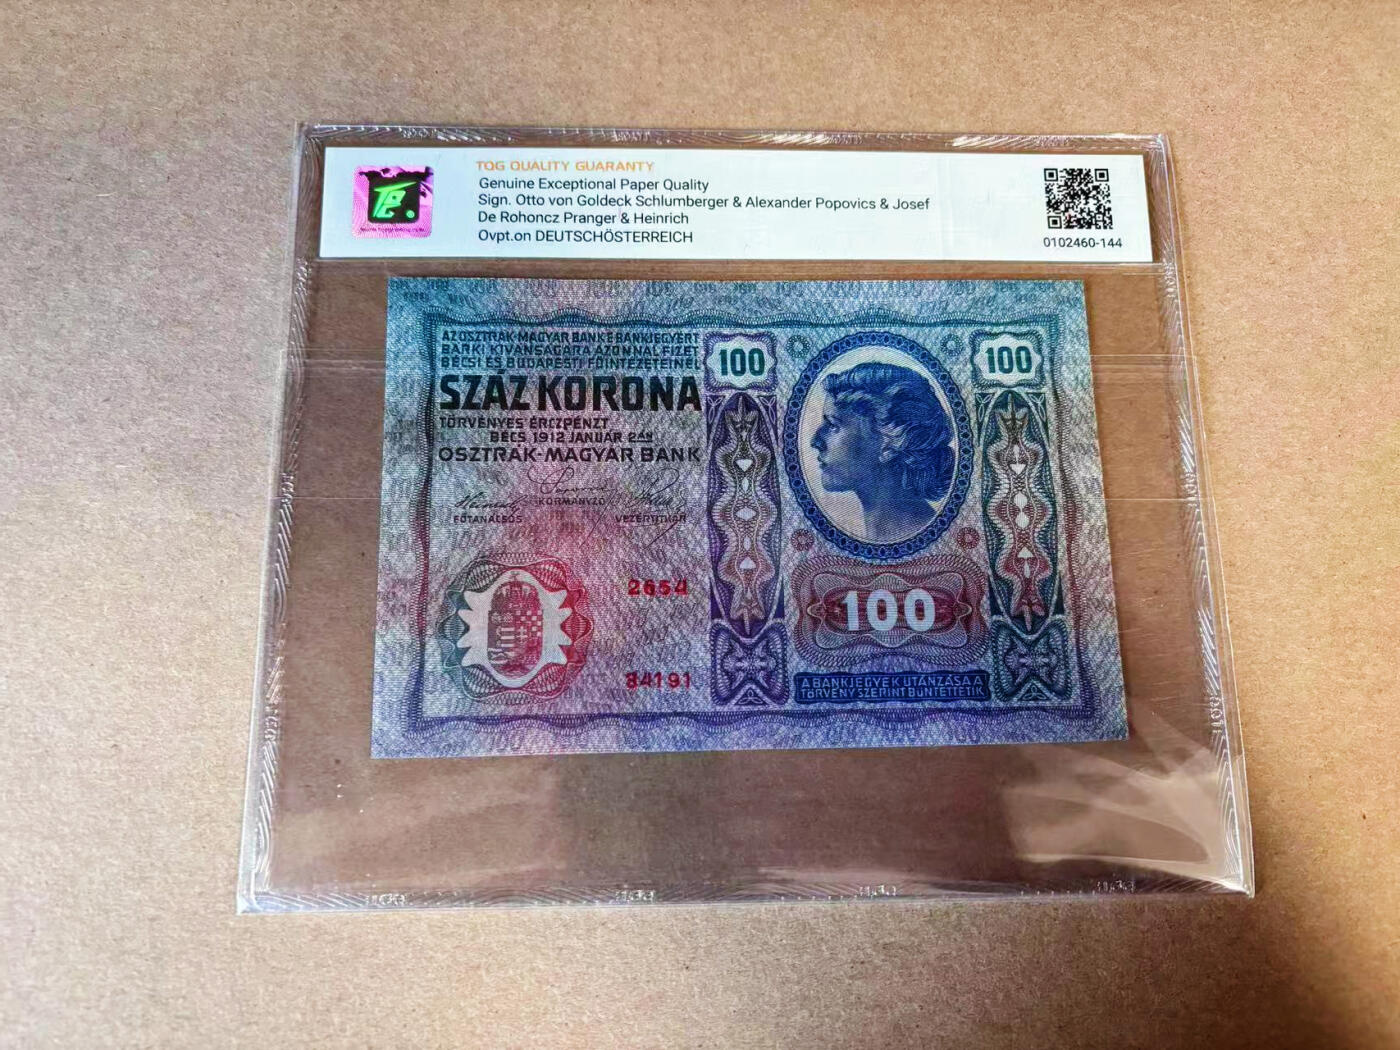 TQG QUALITY GUARANTY
Genuine Exceptional Paper Quality
Sign. Otto von Goldeck Schlumberger & Alexander Popovics & Josef
De Rohoncz Pranger & Heinrich
Ovpt.on DEUTSCHÖSTERREICH
0102460-144
AZ OSZTRÁK-MAGYAR BANK E BANKJEGYÉRT
BÁRKI KIVÁNSÁGÁRA AZONNAL FIZET
BÉCSI ÉS BUDAPESTI FŐINTÉZETEINÉL
SZÁZ KORONA
TÖRVÉNYES ÉRCZPÉNZT
BÉCS 1912 JANUÁR 2ÁN
OSZTRÁK-MAGYAR BANK
KORMÁNYZÓ
FŐTANÁCSOS VEZÉRTITKÁR
2654
84191
100
100
100
A BANKJEGYEK UTÁNZÁSA A
TÖRVÉNY SZERINT BÜNTETTETIK